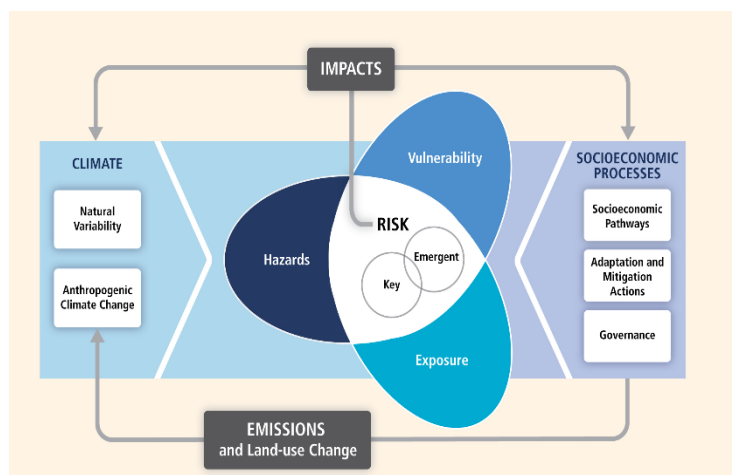 IMPACTS
CLIMATE
Natural
Variability
Anthropogenic
Climate Change
Vulnerability
Hazards
RISK
Emergent
Key
Exposure
SOCIOECONOMIC
PROCESSES
Socioeconomic
Pathways
Adaptation and
Mitigation
Actions
Governance
EMISSIONS
and Land-use Change